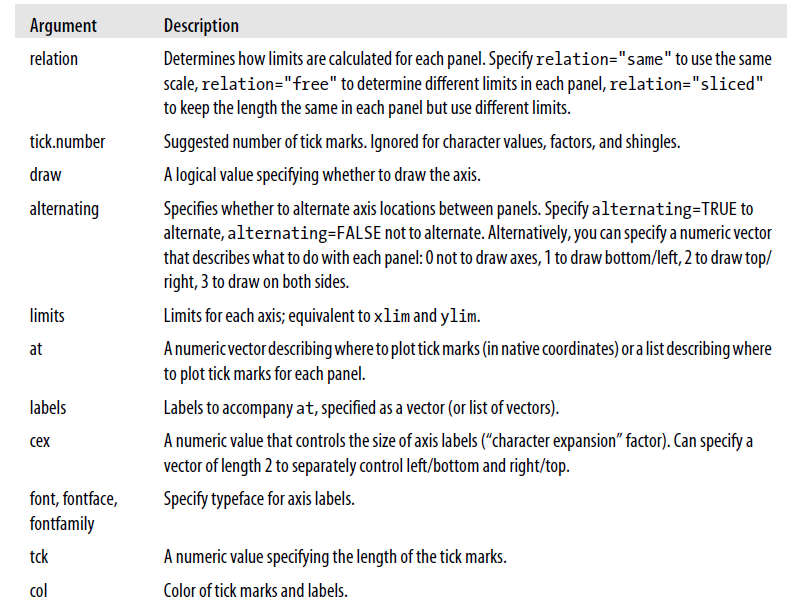 Argument Description
relation Determines how limits are calculated for each panel. Specify relation="same" to use the same
scale, relation="free" to determine different limits in each panel, relation="sliced"
to keep the length the same in each panel but use different limits.
tick.number Suggested number of tick marks. Ignored for character values, factors, and shingles.
draw A logical value specifying whether to draw the axis.
alternating Specifies whether to alternate axis locations between panels. Specify alternating=TRUE to
alternate, alternating=FALSE not to alternate. Alternatively, you can specify a numeric vector
that describes what to do with each panel: 0 not to draw axes, 1 to draw bottom/left, 2 to draw top/
right, 3 to draw on both sides.
limits Limits for each axis; equivalent to xlim and ylim.
at A numeric vector describing where to plot tick marks (in native coordinates) or a list describing where
to plot tick marks for each panel.
labels Labels to accompany at, specified as a vector (or list of vectors).
cex A numeric value that controls the size of axis labels (“character expansion” factor). Can specify a
vector of length 2 to separately control left/bottom and right/top.
font, fontface, Specify typeface for axis labels.
fontfamily
tck A numeric value specifying the length of the tick marks.
col Color of tick marks and labels.